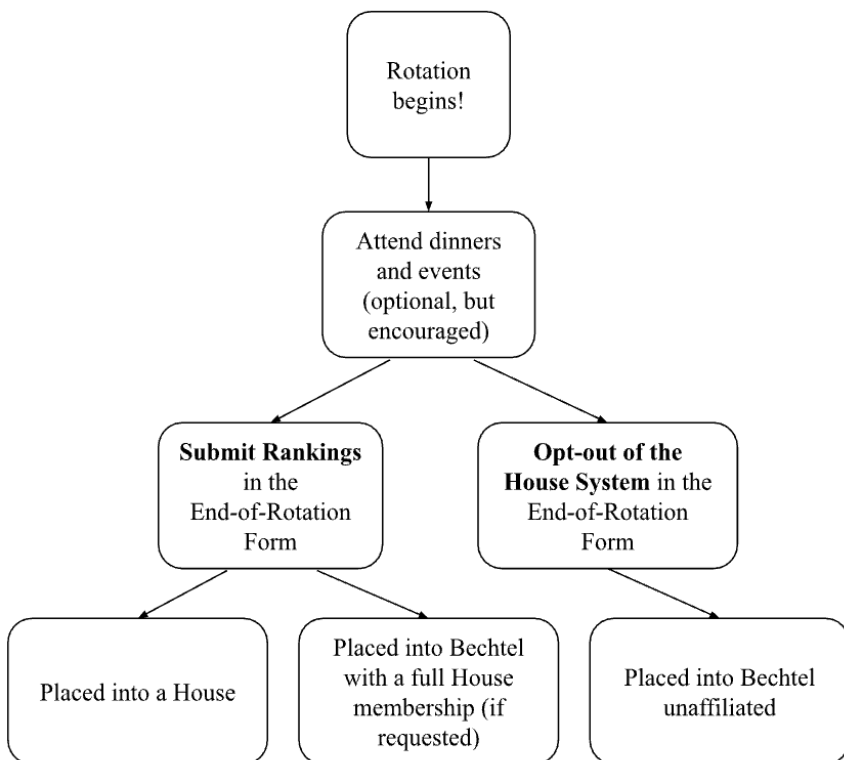 Rotation
begins!
Attend dinners
and events
(optional, but
encouraged)
Submit Rankings
in the
End-of-Rotation
Form
Opt-out of the
House System in the
End-of-Rotation
Form
Placed into a House
Placed into Bechtel
with a full House
membership (if
requested)
Placed into Bechtel
unaffiliated